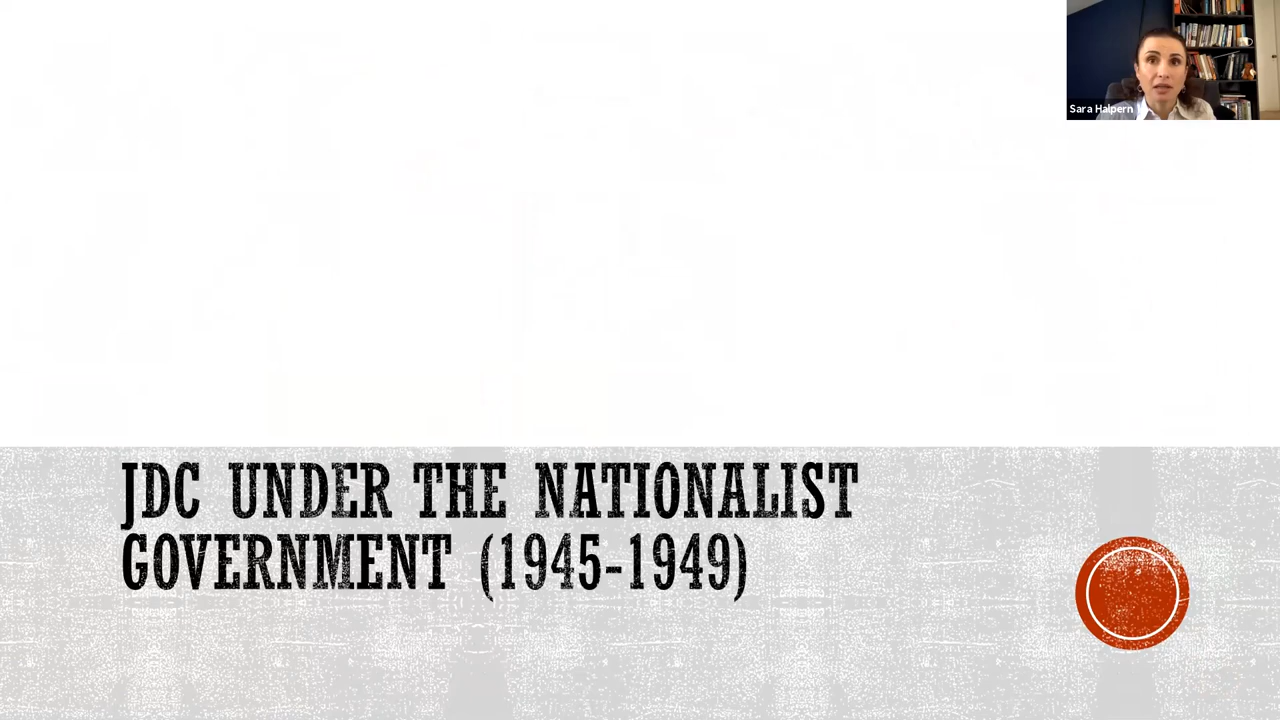 Sara Halpern
JDC UNDER THE NATIONALIST
GOVERNMENT (1945-1949)